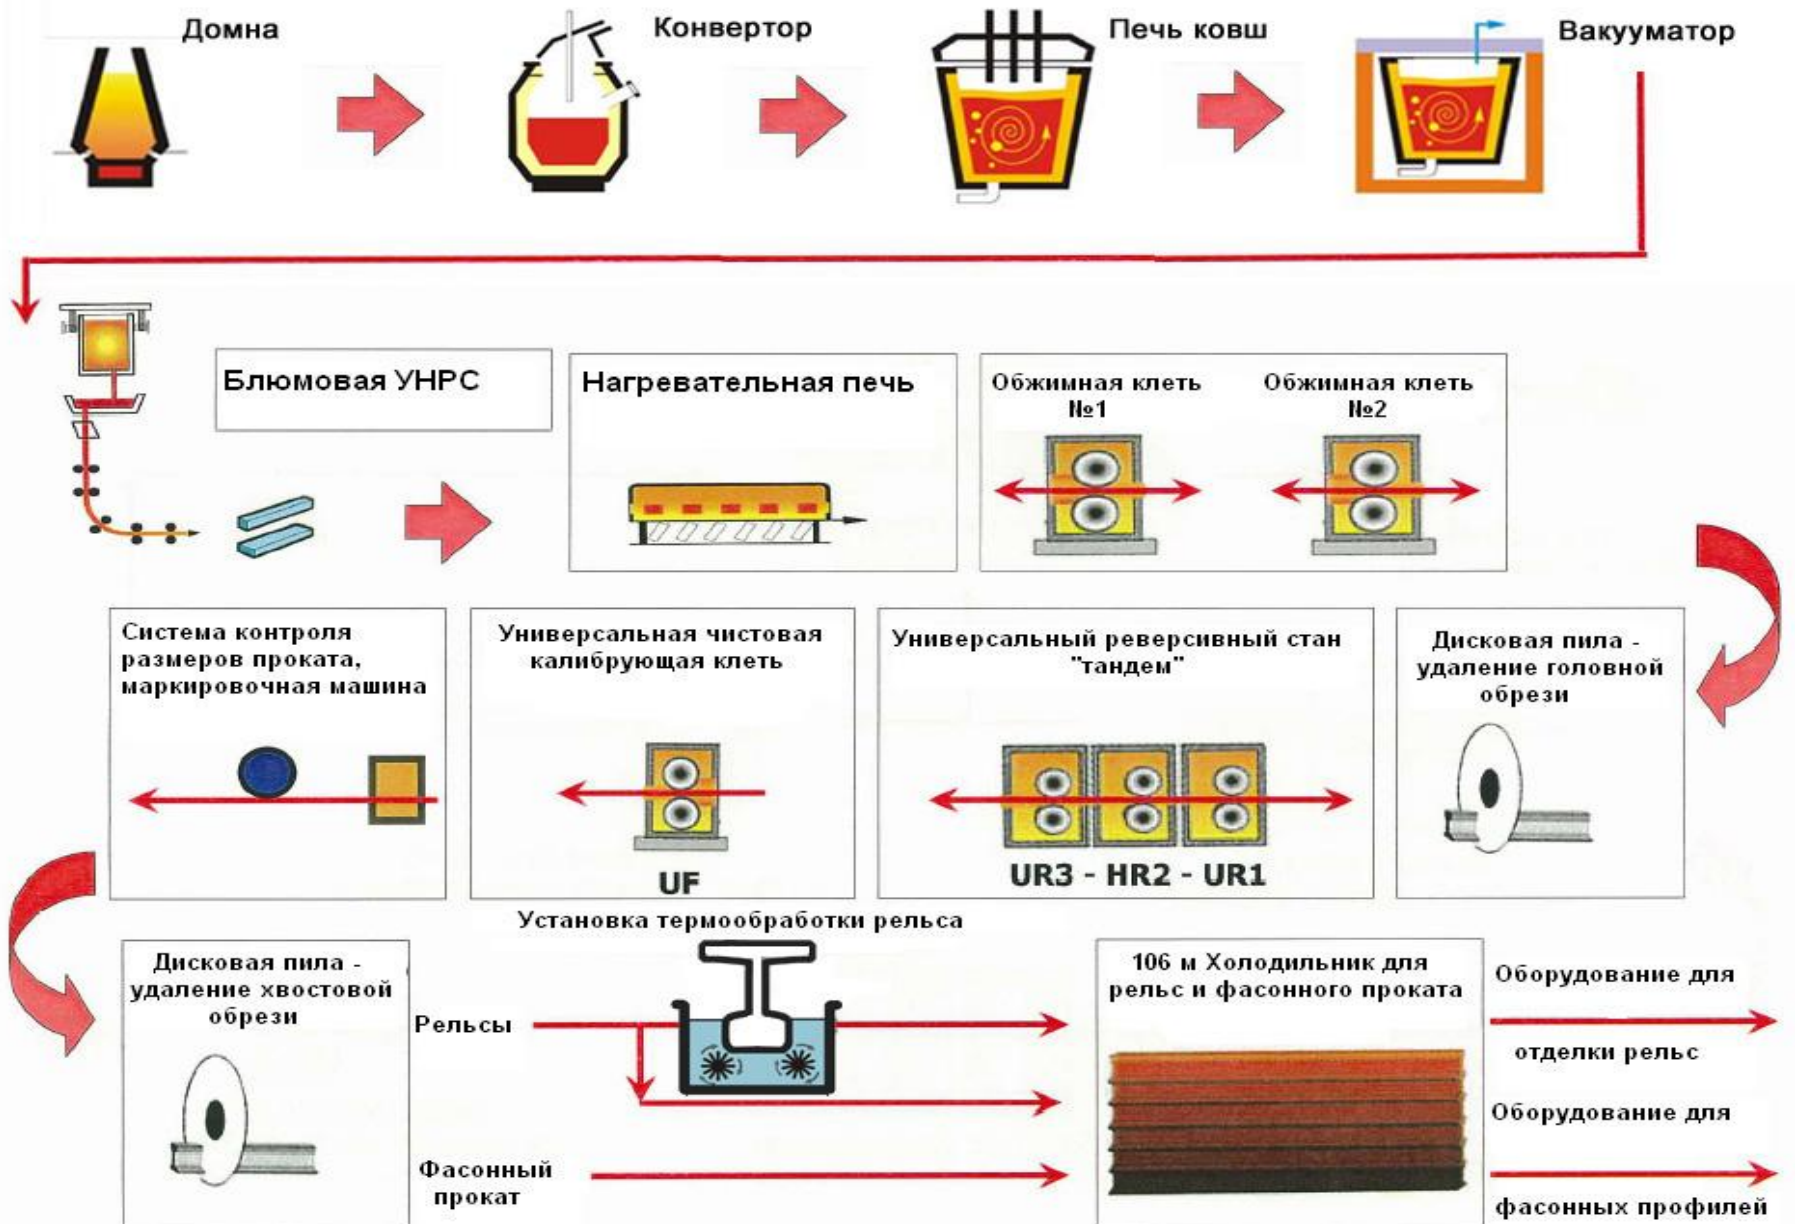 Домна
Конвертор
Печь ковш
Вакууматор
Блюмовая УНРС
Нагревательная печь
Обжимная клеть
№1
Обжимная клеть
№2
Система контроля
размеров проката,
маркировочная машина
Универсальная чистовая
калибрующая клеть
UF
Универсальный реверсивный стан
"тандем"
UR3 - HR2 - UR1
Дисковая пила -
удаление головной
обрези
Дисковая пила -
удаление хвостовой
обрези
Установка термообработки рельса
Рельсы
Фасонный
прокат
106 м Холодильник для
рельс и фасонного проката
Оборудование для
отделки рельс
Оборудование для
фасонных профилей